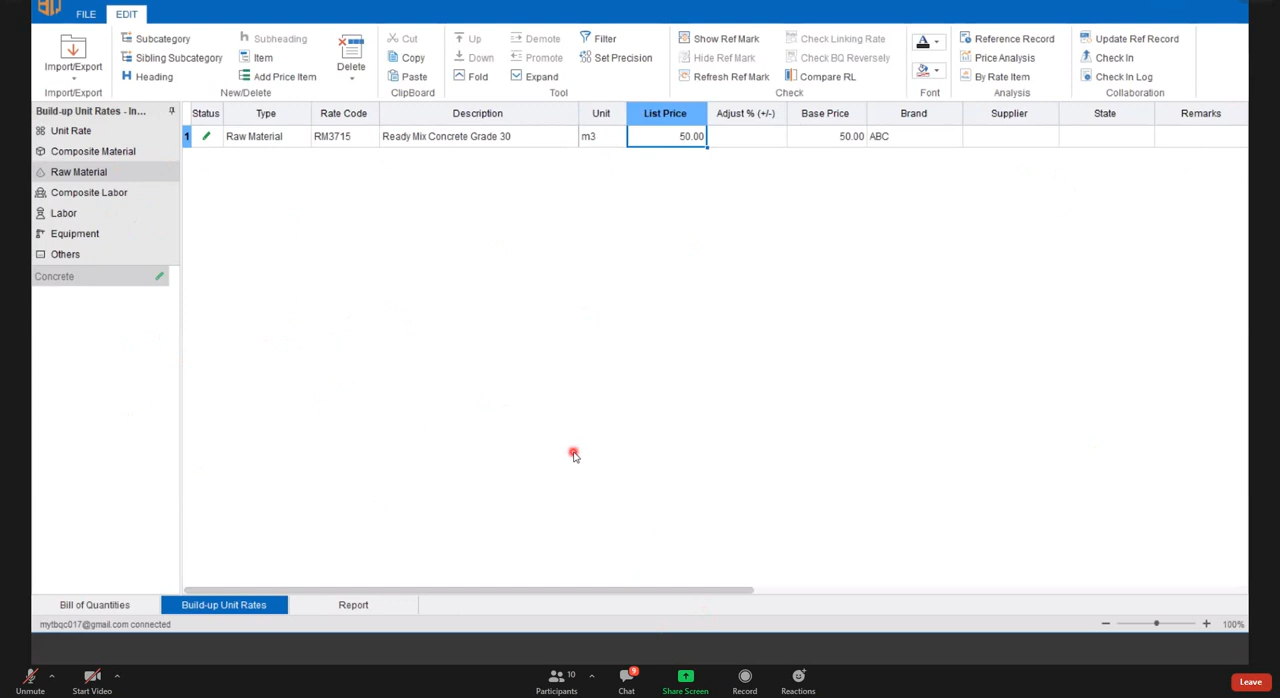 FILE EDIT
Import/Export Import/Export
Subcategory Sibling Subcategory Heading Subheading Item Add Price Item Delete New/Delete
Cut Copy Paste ClipBoard
Up Down Fold Demote Promote Expand Filter Set Precision Tool
Show Ref Mark Hide Ref Mark Refresh Ref Mark Check Linking Rate Check BQ Reversely Compare RL Check
A Font
Reference Record Price Analysis By Rate Item Analysis
Update Ref Record Check In Check In Log Collaboration
Build-up Unit Rates - In...
Unit Rate
Composite Material
Raw Material
Composite Labor
Labor
Equipment
Others
Concrete
Status Type Rate Code Description Unit List Price Adjust % (+/-) Base Price Brand Supplier State Remarks
1 Raw Material RM3715 Ready Mix Concrete Grade 30 m3 50.00 50.00 ABC
Bill of Quantities Build-up Unit Rates Report
mytbqc017@gmail.com connected 100%
10 9
Unmute Start Video Participants Chat Share Screen Record Reactions Leave